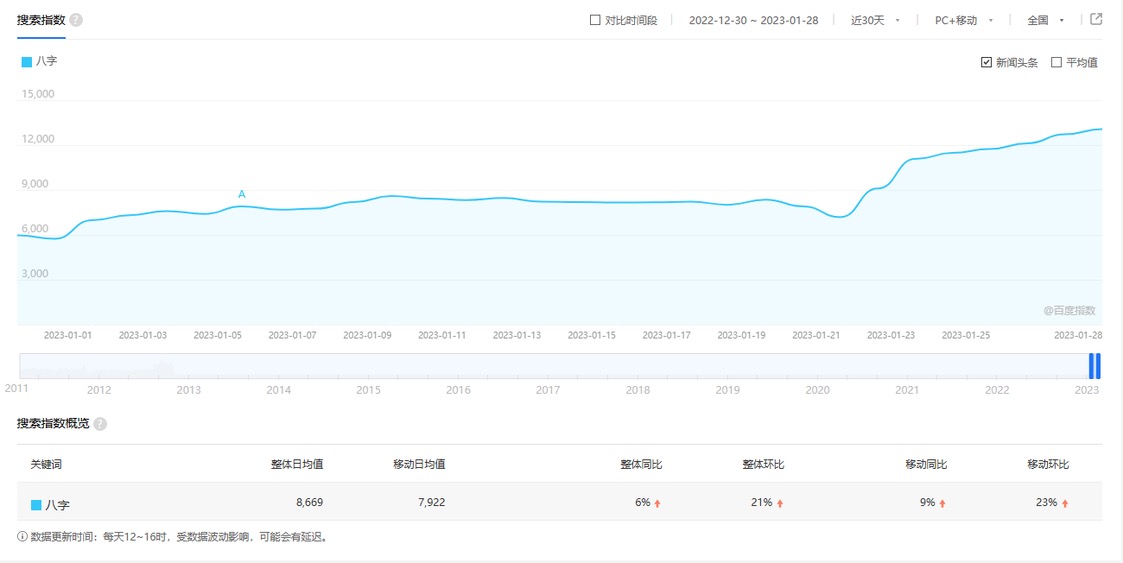 搜索指数 ? 对比时间段 2022-12-30 ~ 2023-01-28 近30天 PC+移动 全国
八字 新闻头条 平均值
15,000
12,000
9,000
A
6,000
3,000
@百度指数
2023-01-01 2023-01-03 2023-01-05 2023-01-07 2023-01-09 2023-01-11 2023-01-13 2023-01-15 2023-01-17 2023-01-19 2023-01-21 2023-01-23 2023-01-25 2023-01-28
2011 2012 2013 2014 2015 2016 2017 2018 2019 2020 2021 2022 2023
搜索指数概览 ?
关键词 整体日均值 移动日均值 整体同比 整体环比 移动同比 移动环比
八字 8,669 7,922 6% 21% 9% 23%
数据更新时间：每天12~16时，受数据波动影响，可能会有延迟。